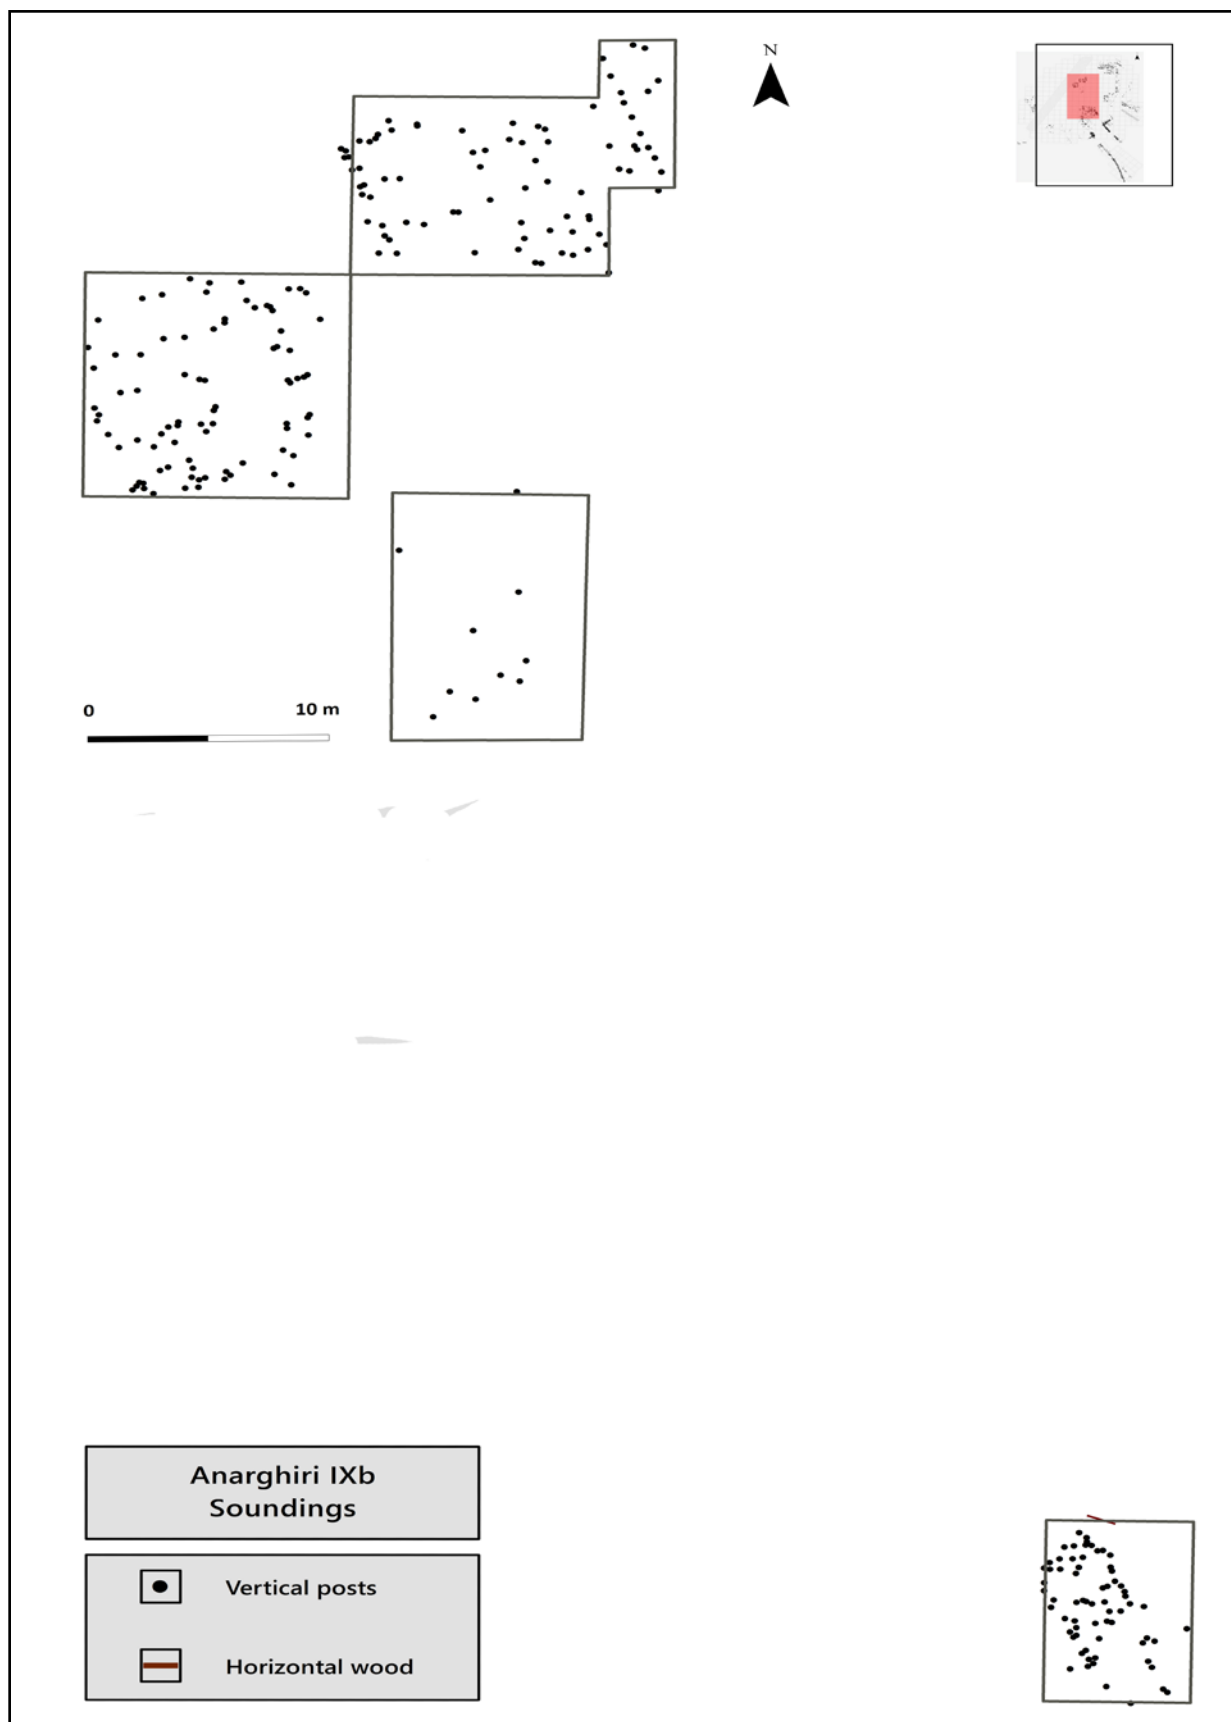 N
0 10 m
Anarghiri IXb
Soundings
Vertical posts
Horizontal wood